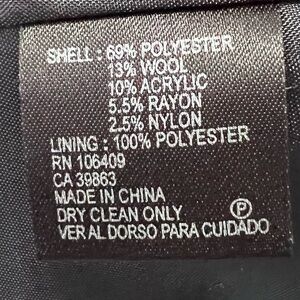 SHELL : 69% POLYESTER
13% WOOL
10% ACRYLIC
5.5% RAYON
2.5% NYLON
LINING : 100% POLYESTER
RN 106409
CA 39863
MADE IN CHINA
DRY CLEAN ONLY P
VER AL DORSO PARA CUIDADO